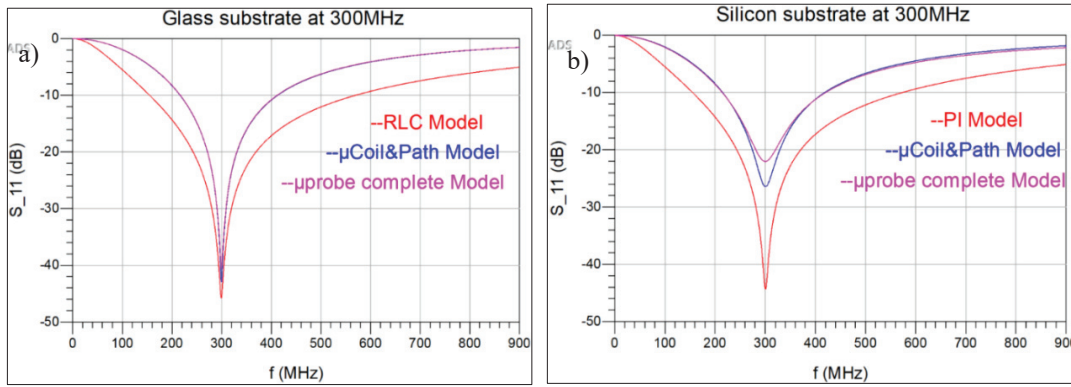 Glass substrate at 300MHz
ADS
a)
0
-10
-20
-30
-40
-50
S_11 (dB)
--RLC Model
--µCoil&Path Model
--µprobe complete Model
0 100 200 300 400 500 600 700 800 900
f (MHz)
Silicon substrate at 300MHz
ADS
b)
0
-10
-20
-30
-40
-50
S_11 (dB)
--PI Model
--µCoil&Path Model
--µprobe complete Model
0 100 200 300 400 500 600 700 800 900
f (MHz)